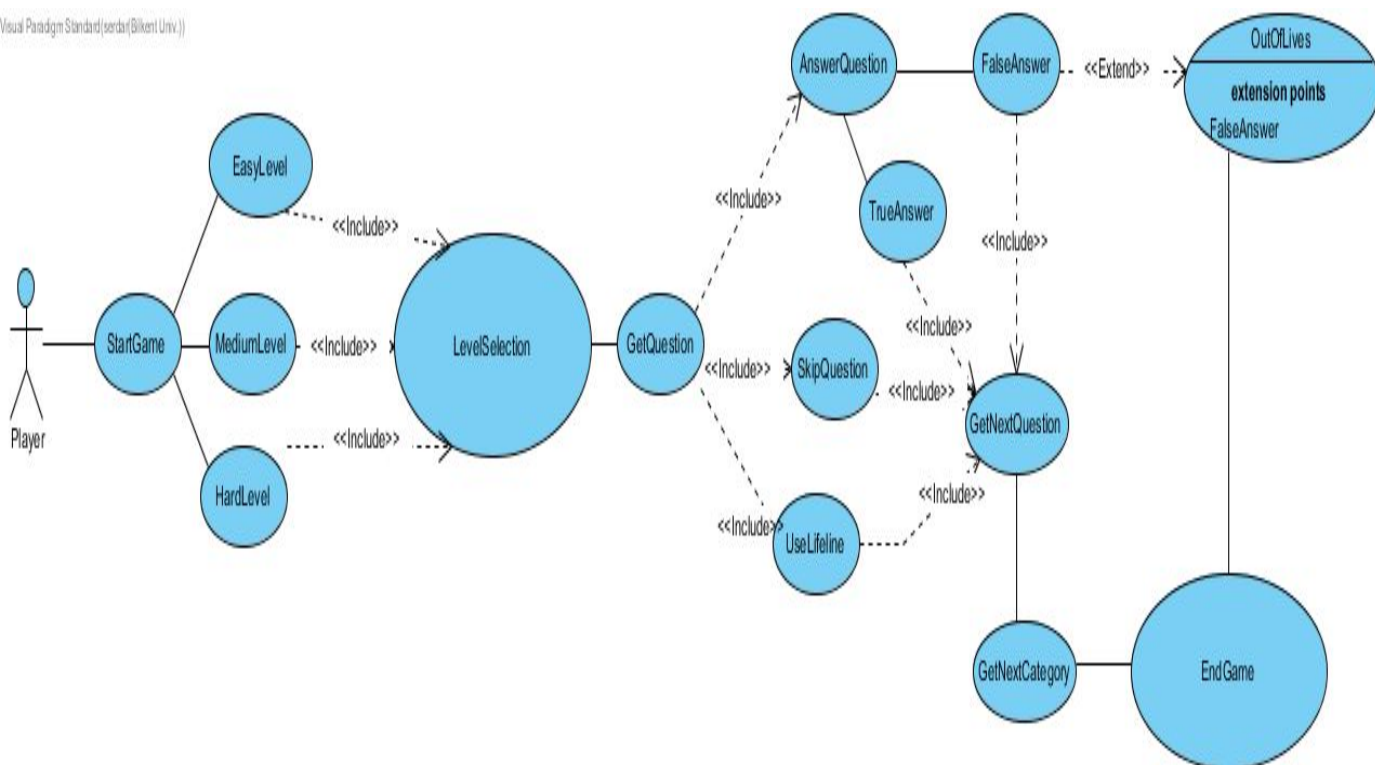 Visual Paradigm Standard(serdar(Bilkent Univ.))
OutOfLives
AnswerQuestion
FalseAnswer
<<Extend>>
extension points
FalseAnswer
EasyLevel
<<Include>>
<<Include>>
TrueAnswer
<<Include>>
<<Include>>
StartGame
MediumLevel
<<Include>>
LevelSelection
GetQuestion
<<Include>>
SkipQuestion
<<Include>>
GetNextQuestion
Player
<<Include>>
HardLevel
<<Include>>
<<Include>>
UseLifeline
GetNextCategory
EndGame